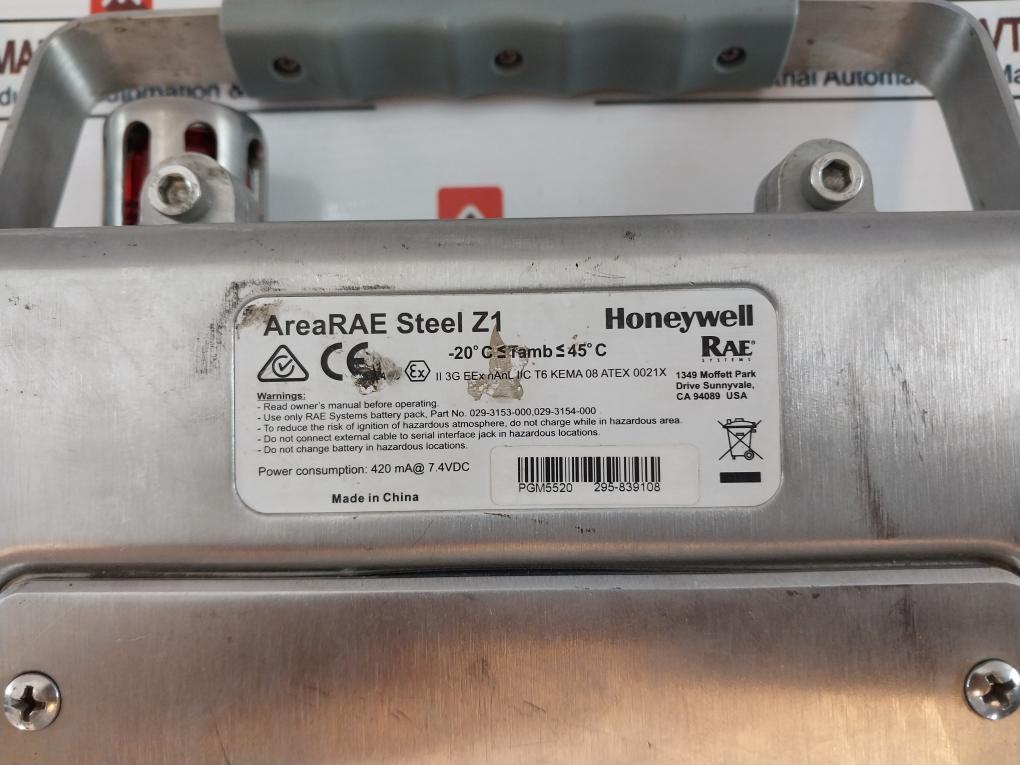 AreaRAE Steel Z1
Honeywell
RAE®
SYSTEMS
-20°C ≤ Tamb ≤ 45°C
CE
Ex
II 3G EEx nAnL IIC T6 KEMA 08 ATEX 0021X
1349 Moffett Park
Drive Sunnyvale,
CA 94089 USA
Warnings:
- Read owner's manual before operating.
- Use only RAE Systems battery pack, Part No. 029-3153-000,029-3154-000
- To reduce the risk of ignition of hazardous atmosphere, do not charge while in hazardous area.
- Do not connect external cable to serial interface jack in hazardous locations.
- Do not change battery in hazardous locations.
Power consumption: 420 mA@ 7.4VDC
PGM5520 295-839108
Made in China